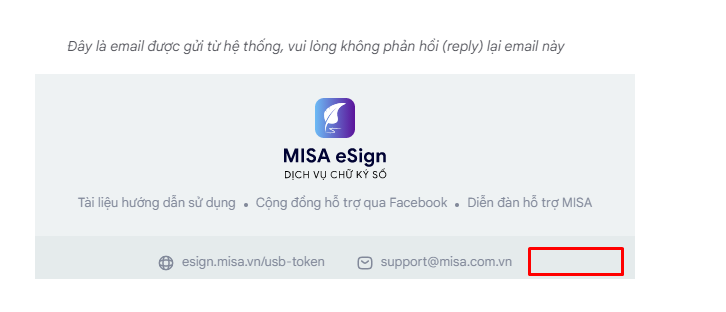 Đây là email được gửi từ hệ thống, vui lòng không phản hồi (reply) lại email này
MISA eSign
DỊCH VỤ CHỮ KÝ SỐ
Tài liệu hướng dẫn sử dụng • Cộng đồng hỗ trợ qua Facebook • Diễn đàn hỗ trợ MISA
esign.misa.vn/usb-token support@misa.com.vn